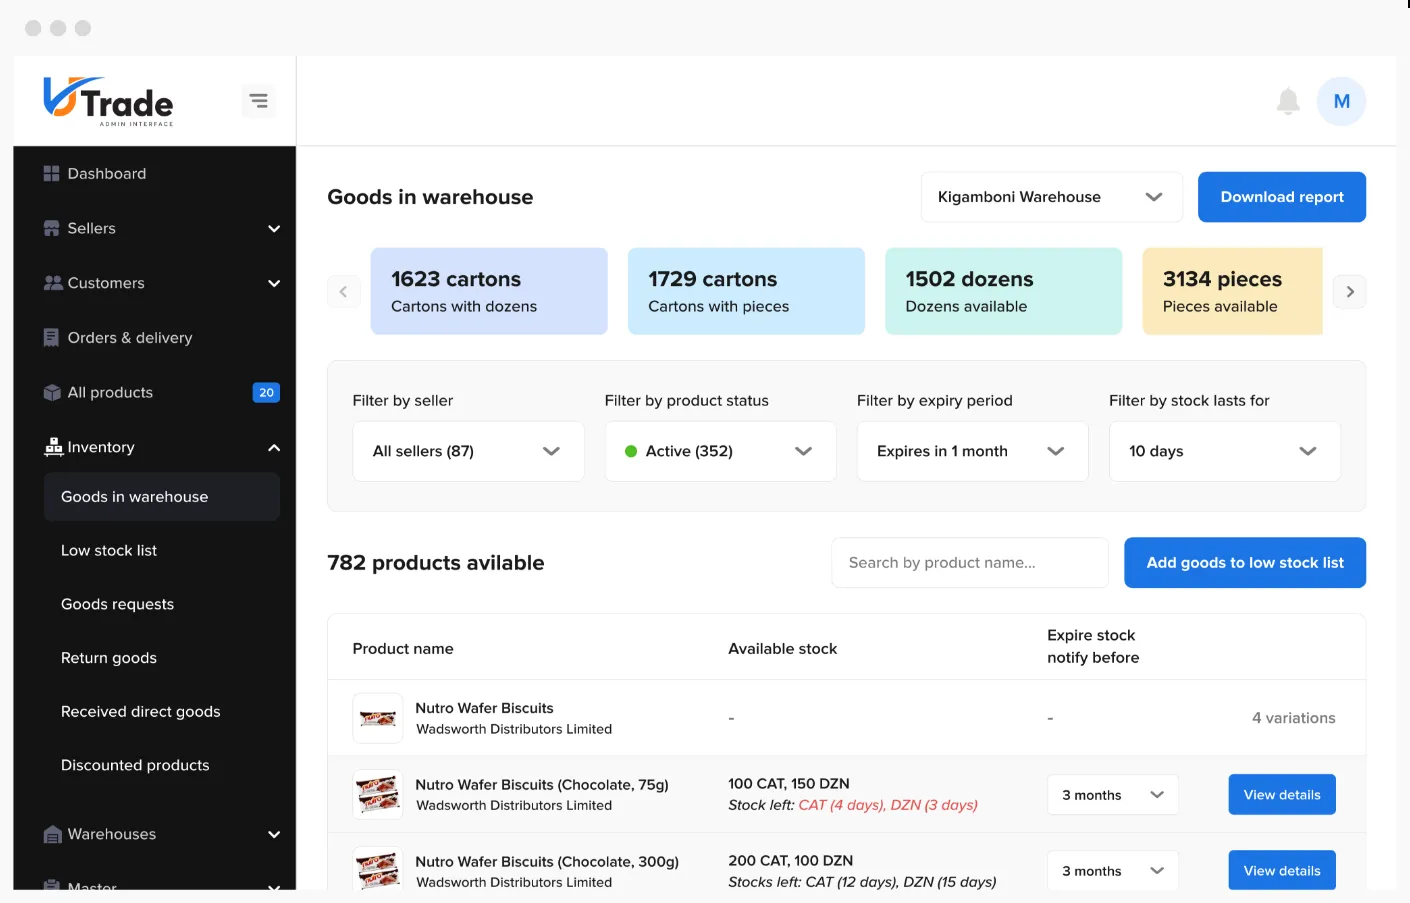 Trade
ADMIN INTERFACE
M
Dashboard
Sellers
Customers
Orders & delivery
All products 20
Inventory
Goods in warehouse
Low stock list
Goods requests
Return goods
Received direct goods
Discounted products
Warehouses
Master
Goods in warehouse
Kigamboni Warehouse
Download report
1623 cartons
Cartons with dozens
1729 cartons
Cartons with pieces
1502 dozens
Dozens available
3134 pieces
Pieces available
Filter by seller
All sellers (87)
Filter by product status
Active (352)
Filter by expiry period
Expires in 1 month
Filter by stock lasts for
10 days
782 products avilable
Search by product name...
Add goods to low stock list
Product name
Available stock
Expire stock
notify before
Nutro Wafer Biscuits
Wadsworth Distributors Limited
-
-
4 variations
Nutro Wafer Biscuits (Chocolate, 75g)
Wadsworth Distributors Limited
100 CAT, 150 DZN
Stock left: CAT (4 days), DZN (3 days)
3 months
View details
Nutro Wafer Biscuits (Chocolate, 300g)
Wadsworth Distributors Limited
200 CAT, 100 DZN
Stocks left: CAT (12 days), DZN (15 days)
3 months
View details